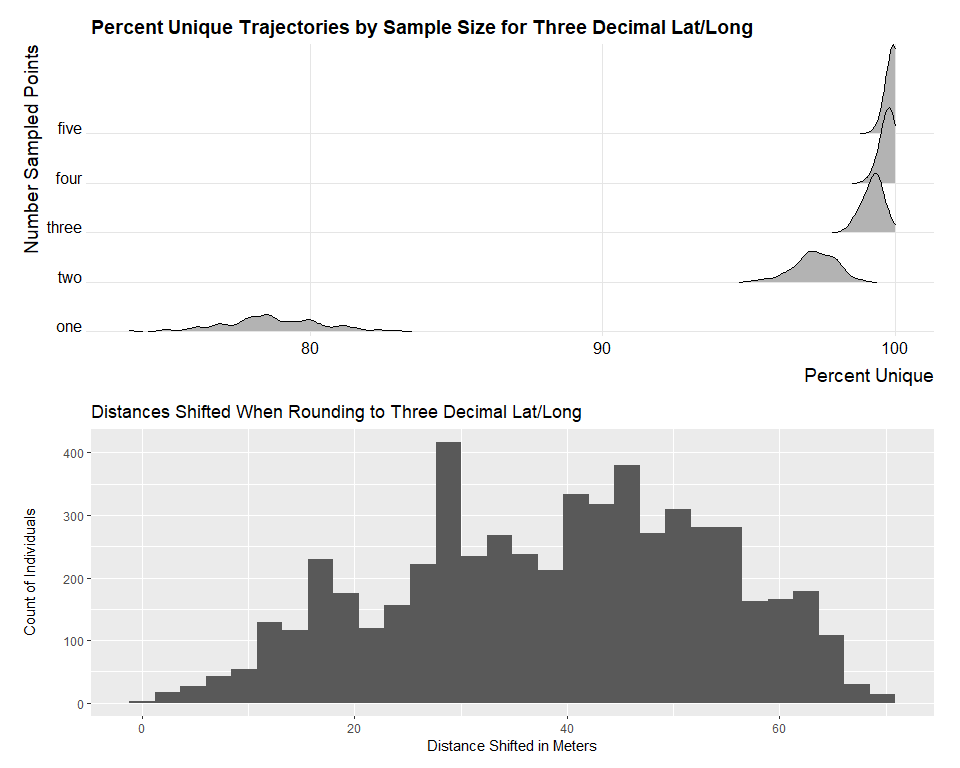 Percent Unique Trajectories by Sample Size for Three Decimal Lat/Long
Number Sampled Points
five
four
three
two
one
80 90 100
Percent Unique
Distances Shifted When Rounding to Three Decimal Lat/Long
Count of Individuals
400
300
200
100
0
0 20 40 60
Distance Shifted in Meters